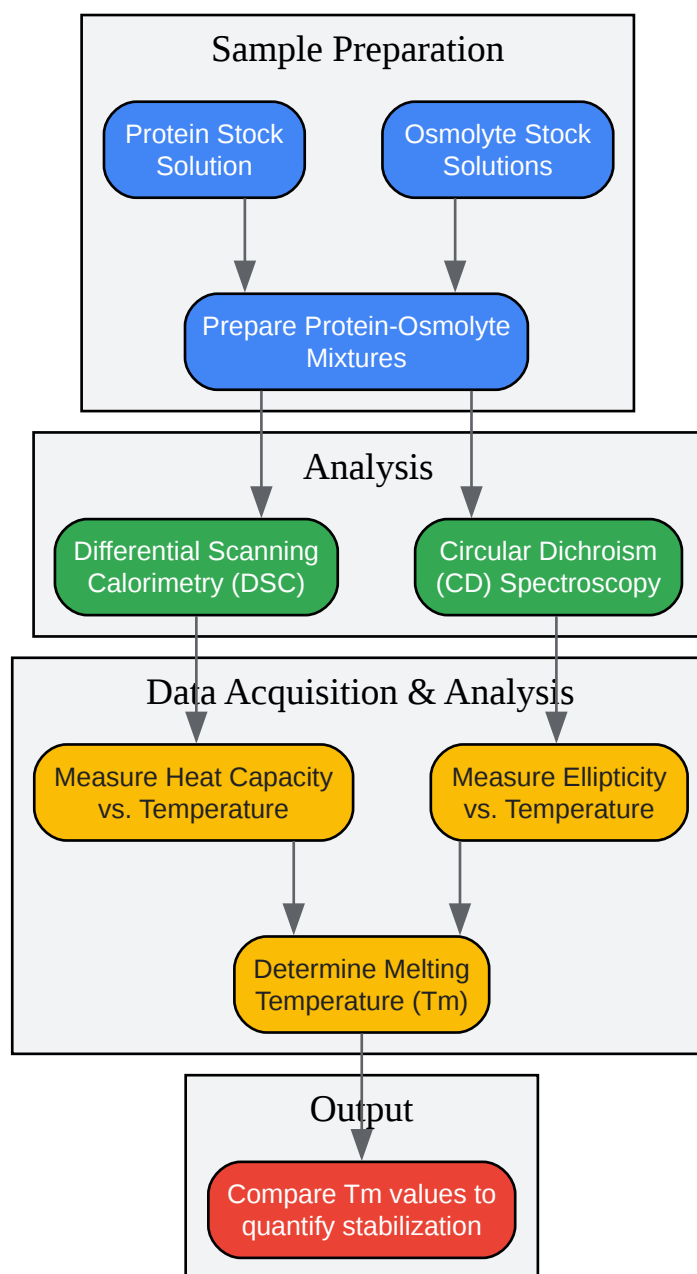 Sample Preparation
Protein Stock
Solution
Osmolyte Stock
Solutions
Prepare Protein-Osmolyte
Mixtures
Analysis
Differential Scanning
Calorimetry (DSC)
Circular Dichroism
(CD) Spectroscopy
Data Acquisition & Analysis
Measure Heat Capacity
vs. Temperature
Measure Ellipticity
vs. Temperature
Determine Melting
Temperature (Tm)
Output
Compare Tm values to
quantify stabilization